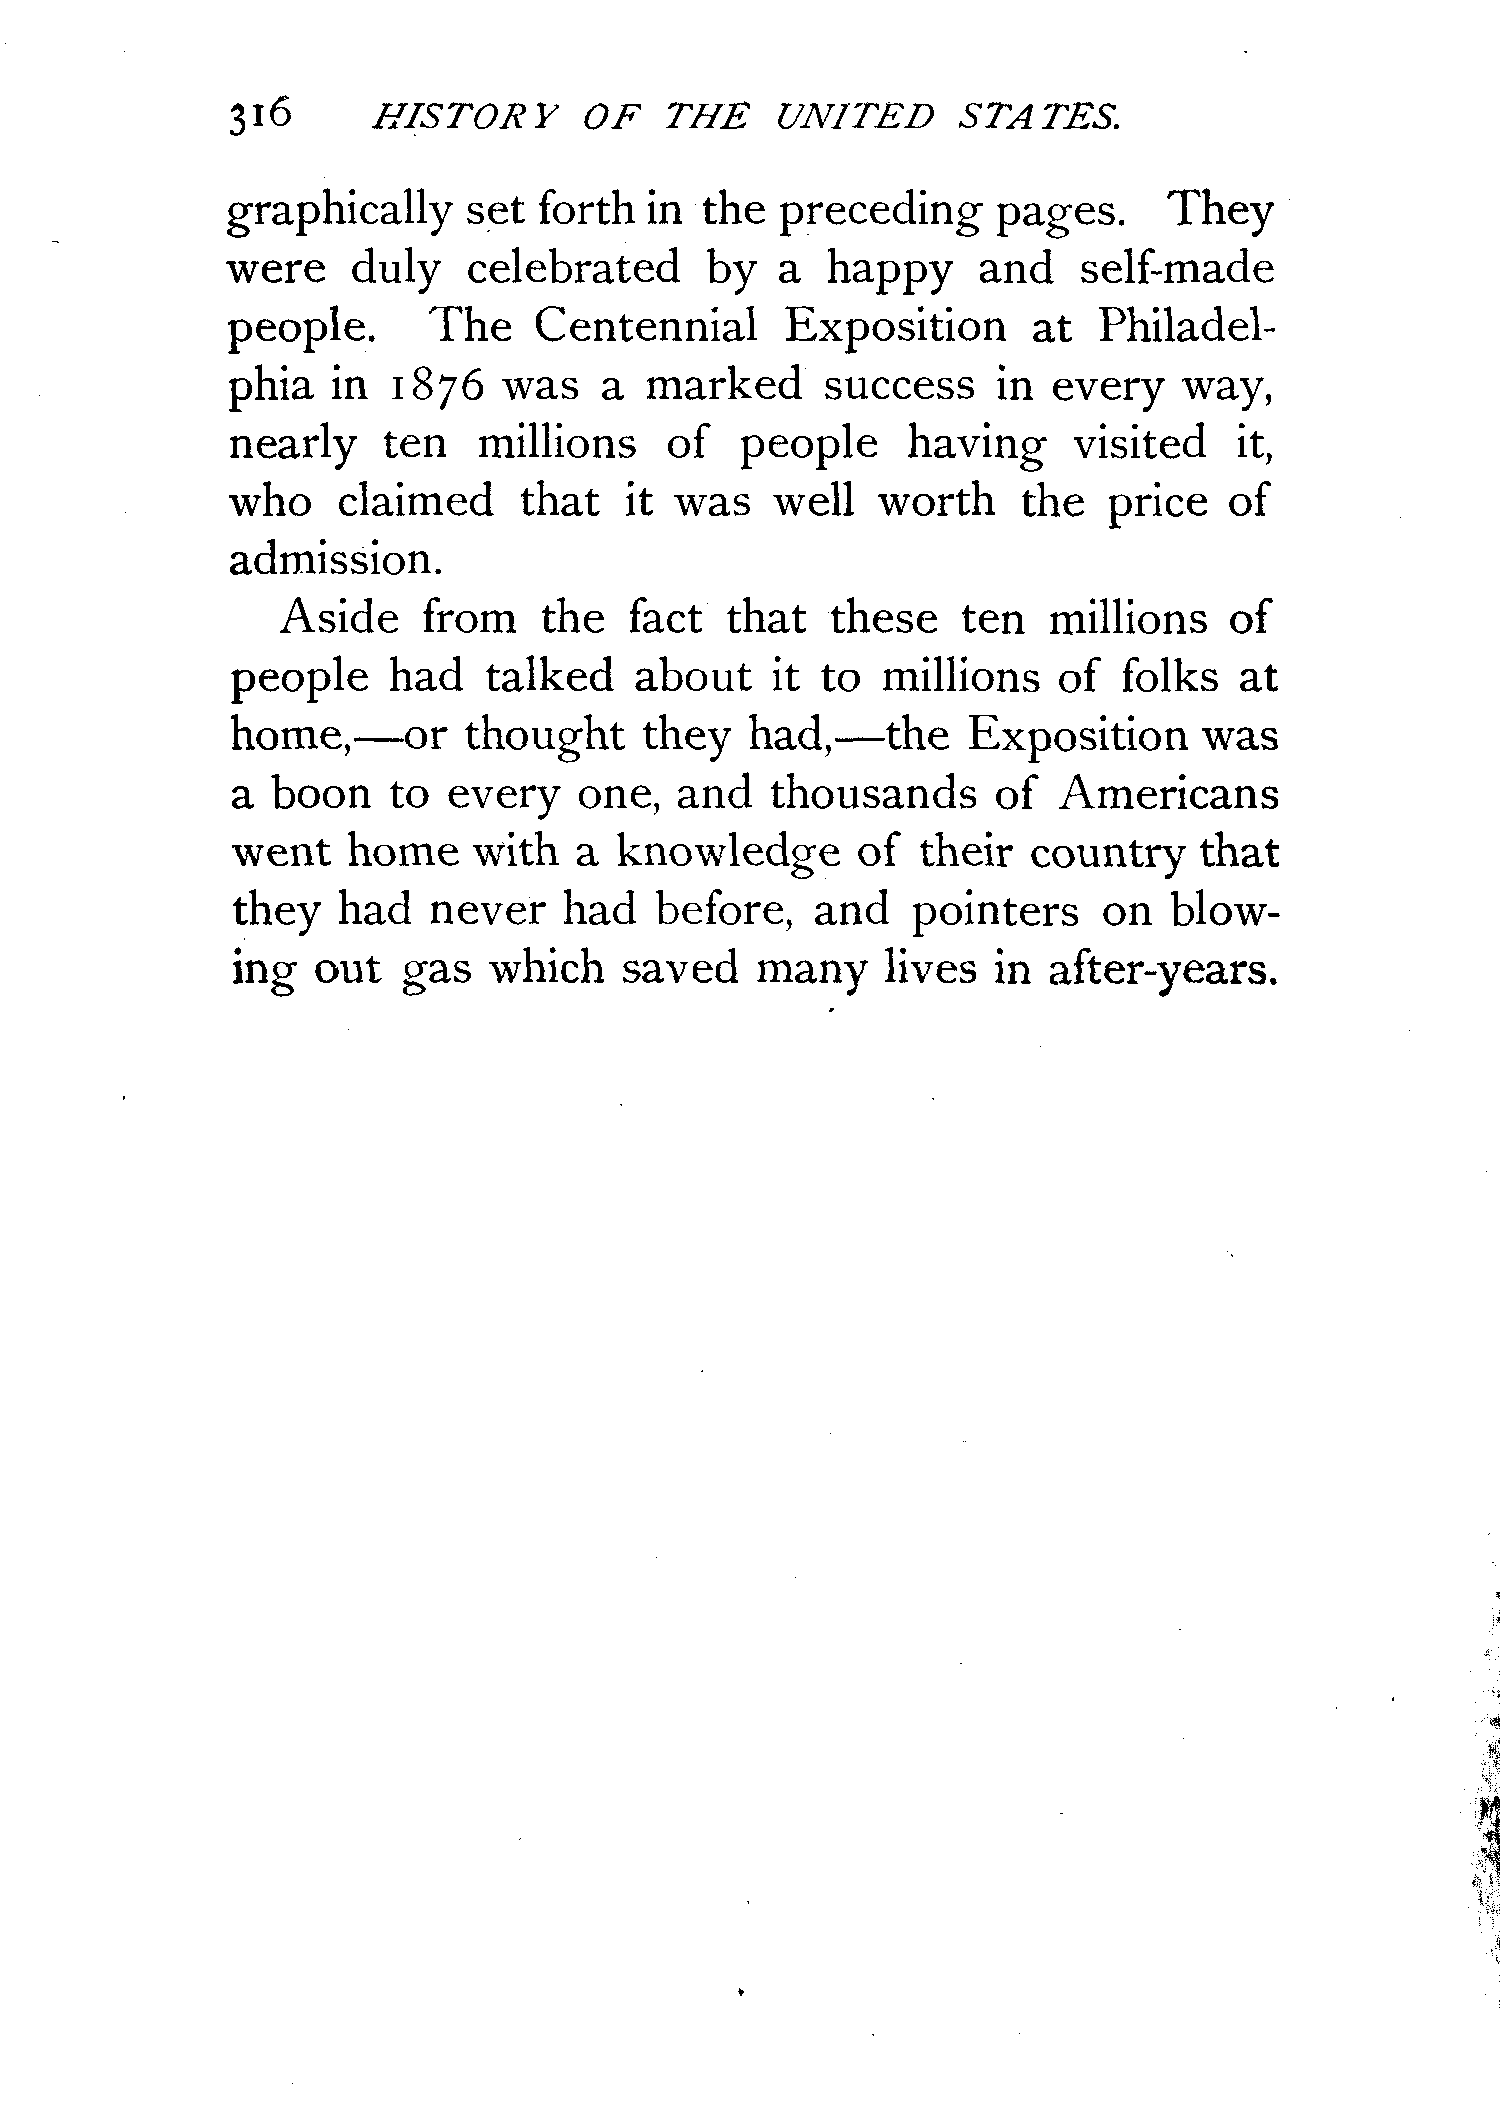 316 HISTORY OF THE UNITED STATES.
graphically set forth in the preceding pages. They
were duly celebrated by a happy and self-made
people. The Centennial Exposition at Philadel-
phia in 1876 was a marked success in every way,
nearly ten millions of people having visited it,
who claimed that it was well worth the price of
admission.
Aside from the fact that these ten millions of
people had talked about it to millions of folks at
home,—or thought they had,—the Exposition was
a boon to every one, and thousands of Americans
went home with a knowledge of their country that
they had never had before, and pointers on blow-
ing out gas which saved many lives in after-years.